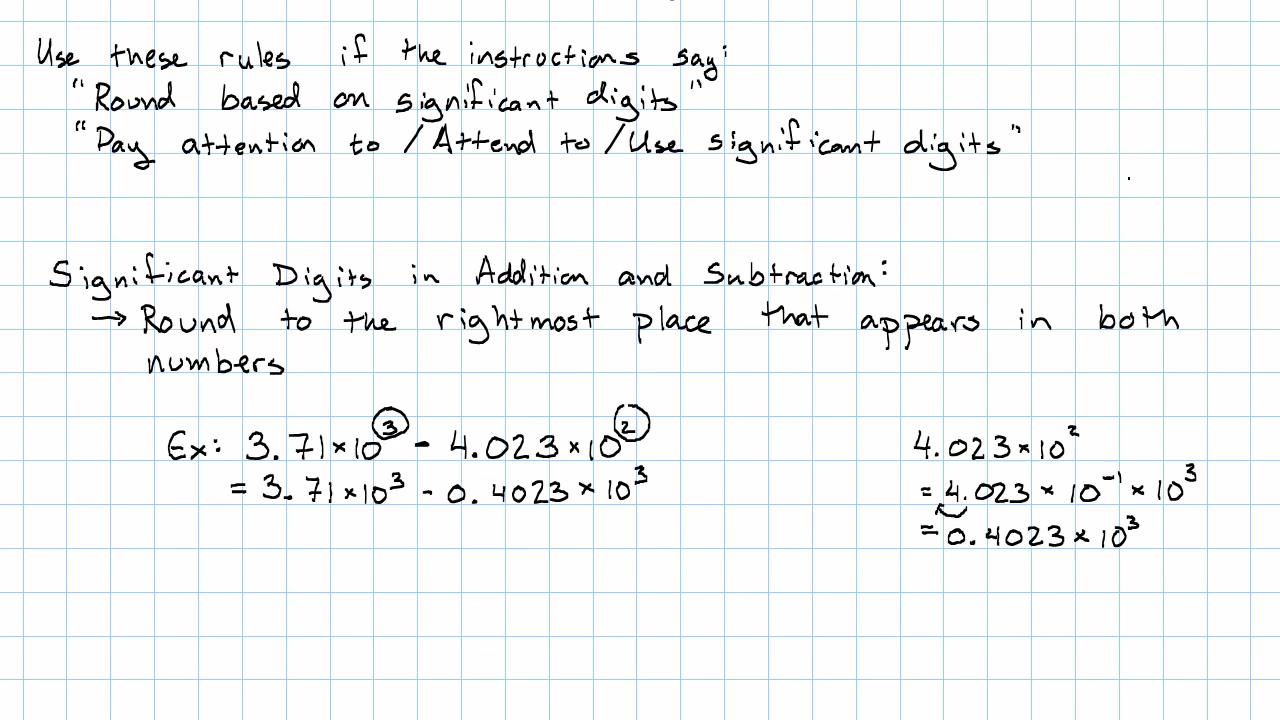 Use these rules if the instructions say:
"Round based on significant digits"
"Pay attention to /Attend to /Use significant digits"
Significant Digits in Addition and Subtraction:
→ Round to the rightmost place that appears in both
numbers
Ex: 3.71×10³ - 4.023×10²
= 3.71×10³ - 0.4023×10³
4.023×10²
= 4.023 × 10⁻¹ × 10³
= 0.4023×10³